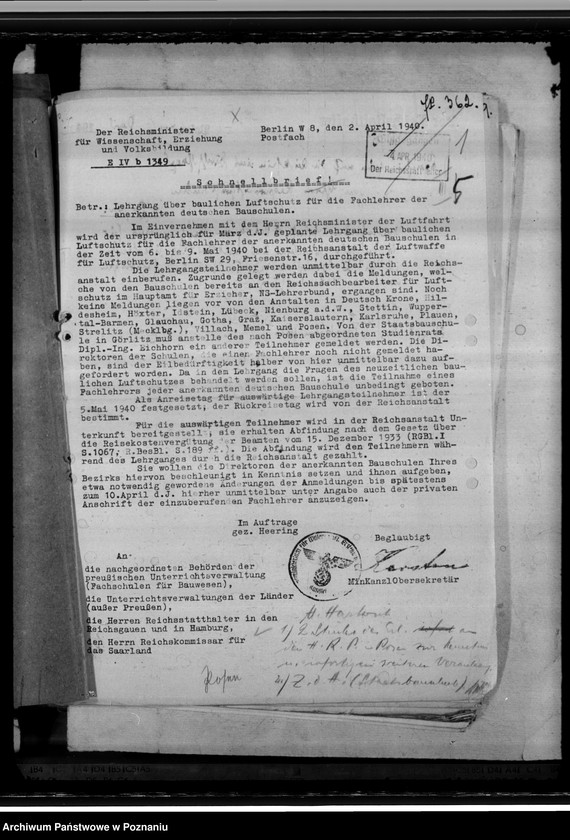 Bl. 362.
Der Reichsminister
für Wissenschaft, Erziehung
und Volksbildung
E IV b 1349
Berlin W 8, den 2. April 1940.
Postfach
1
5
Schnellbrief!
Betr.: Lehrgang über baulichen Luftschutz für die Fachlehrer der
anerkannten deutschen Bauschulen.
Im Einvernehmen mit dem Herrn Reichsminister der Luftfahrt
wird der ursprünglich für März d.J. geplante Lehrgang über baulichen
Luftschutz für die Fachlehrer der anerkannten deutschen Bauschulen in
der Zeit vom 6. bis 9. Mai 1940 bei der Reichsanstalt der Luftwaffe
für Luftschutz, Berlin SW 29, Friesenstr.16, durchgeführt.
Die Lehrgangsteilnehmer werden unmittelbar durch die Reichs-
anstalt einberufen. Zugrunde gelegt werden dabei die Meldungen, wel-
che von den Bauschulen bereits an den Reichssachbearbeiter für Luft-
schutz im Hauptamt für Erzieher, NS-Lehrerbund, ergangen sind. Noch
keine Meldungen liegen vor von den Anstalten in Deutsch Krone, Hil-
desheim, Höxter, Idstein, Lübeck, Nienburg a.d.W., Stettin, Wupper-
tal-Barmen, Glauchau, Gotha, Graz, Kaiserslautern, Karlsruhe, Plauen,
Strelitz (Mecklbg.), Villach, Memel und Posen. Von der Staatsbauschu-
le in Görlitz muß anstelle des nach Posen abgeordneten Studienrats
Dipl.-Ing. Eichhorn ein anderer Teilnehmer gemeldet werden. Die Di-
rektoren der Schulen, die einen Fachlehrer noch nicht gemeldet ha-
ben, sind der Eilbedürftigkeit halber von hier unmittelbar dazu auf-
gefordert worden. Da in dem Lehrgang die Fragen des neuzeitlichen bau-
lichen Luftschutzes behandelt werden sollen, ist die Teilnahme eines
Fachlehrers jeder anerkannten deutschen Bauschule unbedingt geboten.
Als Anreisetag für auswärtige Lehrgangsteilnehmer ist der
5.Mai 1940 festgesetzt; der Rückreisetag wird von der Reichsanstalt
bestimmt.
Für die auswärtigen Teilnehmer wird in der Reichsanstalt Un-
terkunft bereitgestellt; sie erhalten Abfindung nach dem Gesetz über
die Reisekostenvergütung der Beamten vom 15. Dezember 1933 (RGBl.I
S.1067, R.BesBl. S.189 ff.). Die Abfindung wird den Teilnehmern wäh-
rend des Lehrganges durch die Reichsanstalt gezahlt.
Sie wollen die Direktoren der anerkannten Bauschulen Ihres
Bezirks hiervon beschleunigt in Kenntnis setzen und ihnen aufgeben,
etwa notwendig gewordene Änderungen der Anmeldungen bis spätestens
zum 10.April d.J. hierher unmittelbar unter Angabe auch der privaten
Anschrift der einzuberufenden Fachlehrer anzuzeigen.
Im Auftrage
gez. Heering
Beglaubigt
Karsten
MinKanzlObersekretär
An-
die nachgeordneten Behörden der
preußischen Unterrichtsverwaltung
(Fachschulen für Bauwesen),
die Unterrichtsverwaltungen der Länder
(außer Preußen),
die Herren Reichsstatthalter in den
Reichsgauen und in Hamburg,
den Herrn Reichskommissar für
das Saarland
Posen
Archiwum Państwowe w Poznaniu